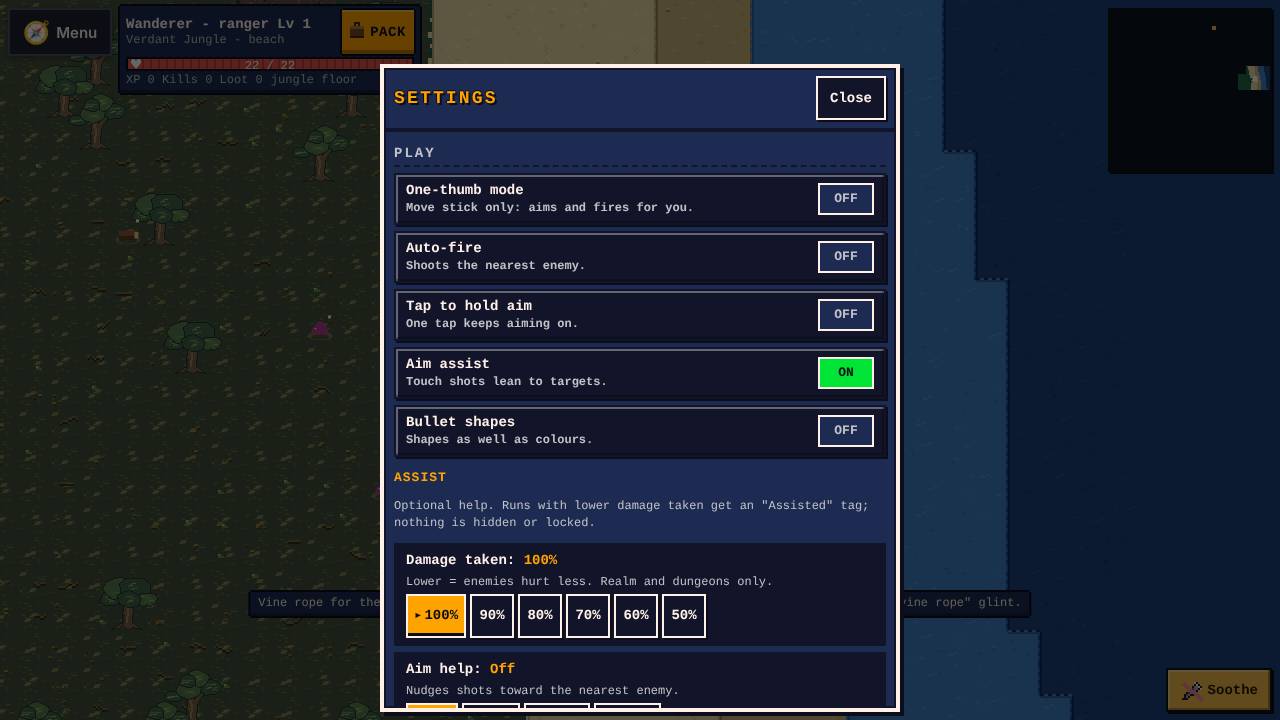 Menu
Wanderer - ranger Lv 1
Verdant Jungle - beach
22 / 22
XP 0 Kills 0 Loot 0 jungle floor
PACK
SETTINGS
Close
PLAY
One-thumb mode
Move stick only: aims and fires for you.
OFF
Auto-fire
Shoots the nearest enemy.
OFF
Tap to hold aim
One tap keeps aiming on.
OFF
Aim assist
Touch shots lean to targets.
ON
Bullet shapes
Shapes as well as colours.
OFF
ASSIST
Optional help. Runs with lower damage taken get an "Assisted" tag;
nothing is hidden or locked.
Damage taken: 100%
Lower = enemies hurt less. Realm and dungeons only.
▸100% 90% 80% 70% 60% 50%
Vine rope for the
vine rope" glint.
Aim help: Off
Nudges shots toward the nearest enemy.
Soothe